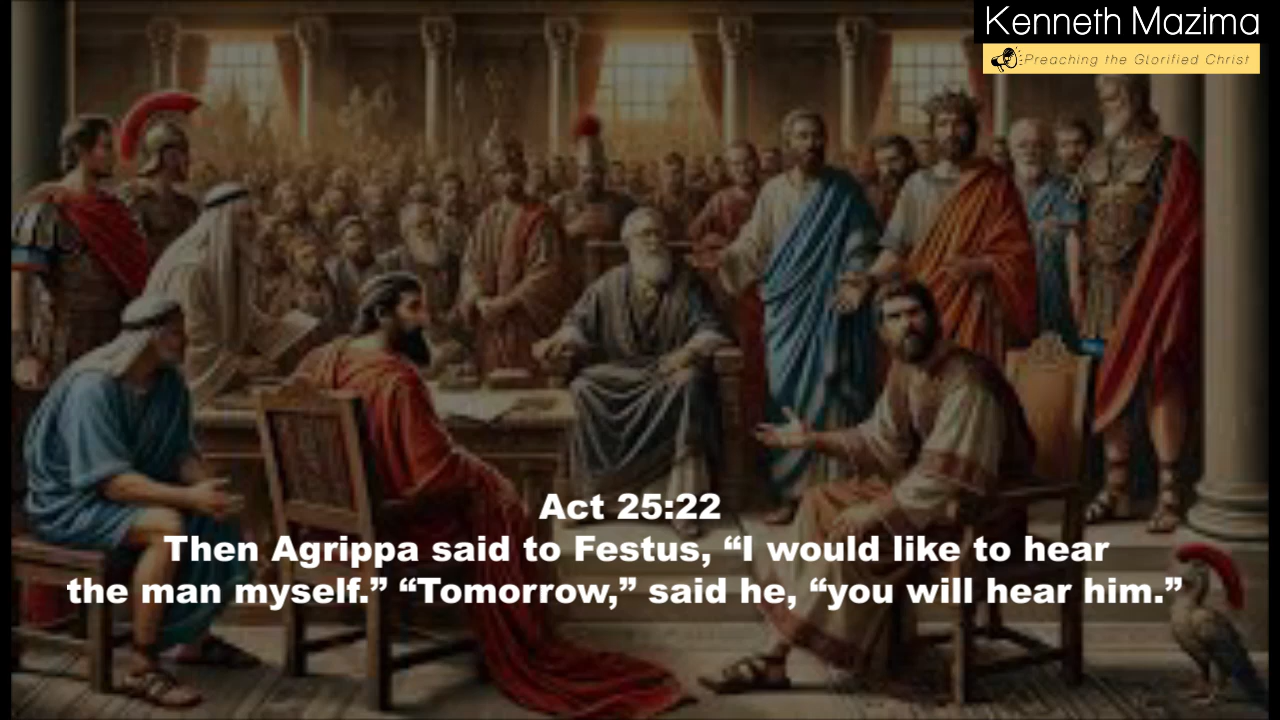 Kenneth Mazima
Preaching the Glorified Christ
Act 25:22
Then Agrippa said to Festus, “I would like to hear
the man myself.” “Tomorrow,” said he, “you will hear him.”